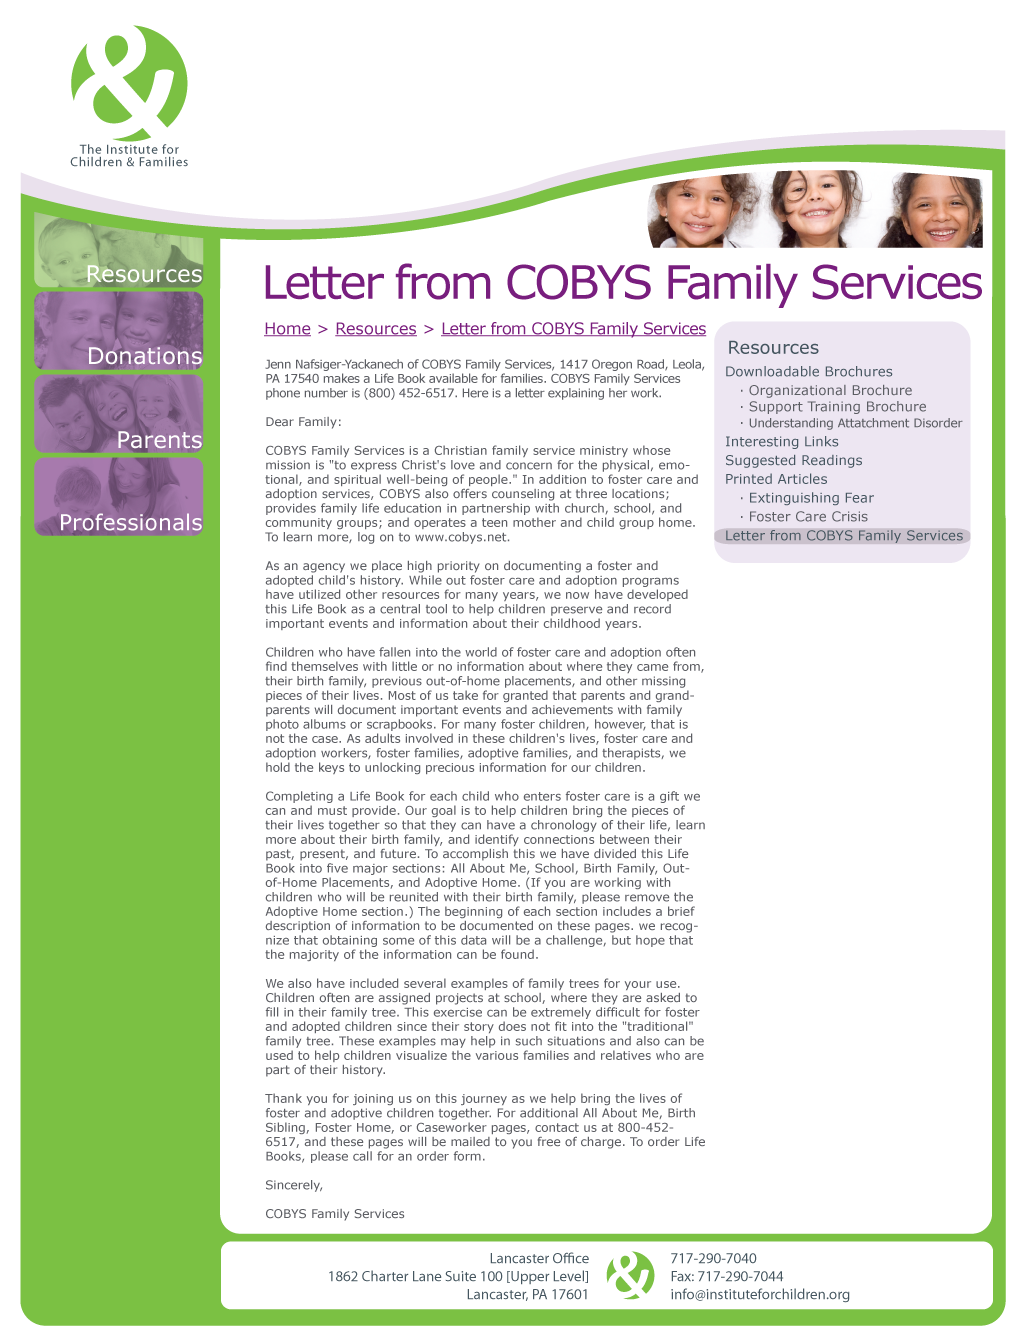 The Institute for
Children & Families
Resources
Donations
Parents
Professionals
Letter from COBYS Family Services
Home > Resources > Letter from COBYS Family Services
Jenn Nafsiger-Yackanech of COBYS Family Services, 1417 Oregon Road, Leola,
PA 17540 makes a Life Book available for families. COBYS Family Services
phone number is (800) 452-6517. Here is a letter explaining her work.
Dear Family:
COBYS Family Services is a Christian family service ministry whose
mission is "to express Christ's love and concern for the physical, emo-
tional, and spiritual well-being of people." In addition to foster care and
adoption services, COBYS also offers counseling at three locations;
provides family life education in partnership with church, school, and
community groups; and operates a teen mother and child group home.
To learn more, log on to www.cobys.net.
As an agency we place high priority on documenting a foster and
adopted child's history. While out foster care and adoption programs
have utilized other resources for many years, we now have developed
this Life Book as a central tool to help children preserve and record
important events and information about their childhood years.
Children who have fallen into the world of foster care and adoption often
find themselves with little or no information about where they came from,
their birth family, previous out-of-home placements, and other missing
pieces of their lives. Most of us take for granted that parents and grand-
parents will document important events and achievements with family
photo albums or scrapbooks. For many foster children, however, that is
not the case. As adults involved in these children's lives, foster care and
adoption workers, foster families, adoptive families, and therapists, we
hold the keys to unlocking precious information for our children.
Completing a Life Book for each child who enters foster care is a gift we
can and must provide. Our goal is to help children bring the pieces of
their lives together so that they can have a chronology of their life, learn
more about their birth family, and identify connections between their
past, present, and future. To accomplish this we have divided this Life
Book into five major sections: All About Me, School, Birth Family, Out-
of-Home Placements, and Adoptive Home. (If you are working with
children who will be reunited with their birth family, please remove the
Adoptive Home section.) The beginning of each section includes a brief
description of information to be documented on these pages. we recog-
nize that obtaining some of this data will be a challenge, but hope that
the majority of the information can be found.
We also have included several examples of family trees for your use.
Children often are assigned projects at school, where they are asked to
fill in their family tree. This exercise can be extremely difficult for foster
and adopted children since their story does not fit into the "traditional"
family tree. These examples may help in such situations and also can be
used to help children visualize the various families and relatives who are
part of their history.
Thank you for joining us on this journey as we help bring the lives of
foster and adoptive children together. For additional All About Me, Birth
Sibling, Foster Home, or Caseworker pages, contact us at 800-452-
6517, and these pages will be mailed to you free of charge. To order Life
Books, please call for an order form.
Sincerely,
COBYS Family Services
Resources
Downloadable Brochures
· Organizational Brochure
· Support Training Brochure
· Understanding Attatchment Disorder
Interesting Links
Suggested Readings
Printed Articles
· Extinguishing Fear
· Foster Care Crisis
Letter from COBYS Family Services
Lancaster Office
1862 Charter Lane Suite 100 [Upper Level]
Lancaster, PA 17601
&
717-290-7040
Fax: 717-290-7044
info@instituteforchildren.org